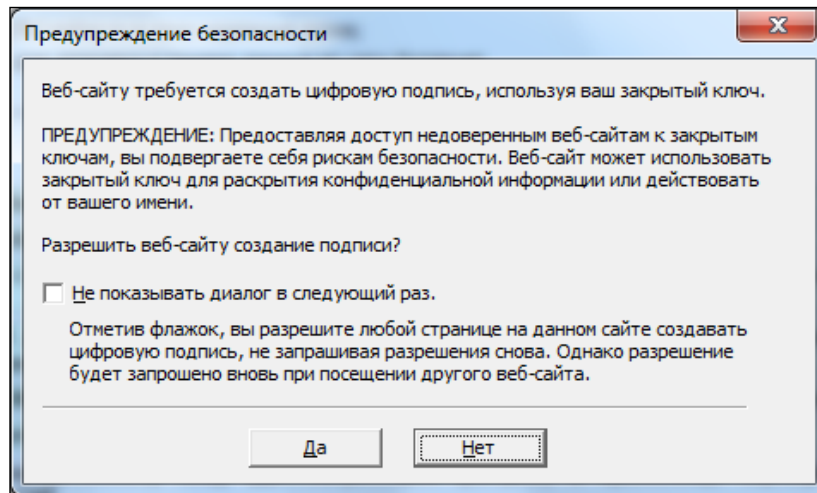 Предупреждение безопасности
Веб-сайту требуется создать цифровую подпись, используя ваш закрытый ключ.
ПРЕДУПРЕЖДЕНИЕ: Предоставляя доступ недоверенным веб-сайтам к закрытым
ключам, вы подвергаете себя рискам безопасности. Веб-сайт может использовать
закрытый ключ для раскрытия конфиденциальной информации или действовать
от вашего имени.
Разрешить веб-сайту создание подписи?
Не показывать диалог в следующий раз.
Отметив флажок, вы разрешите любой странице на данном сайте создавать
цифровую подпись, не запрашивая разрешения снова. Однако разрешение
будет запрошено вновь при посещении другого веб-сайта.
Да Нет